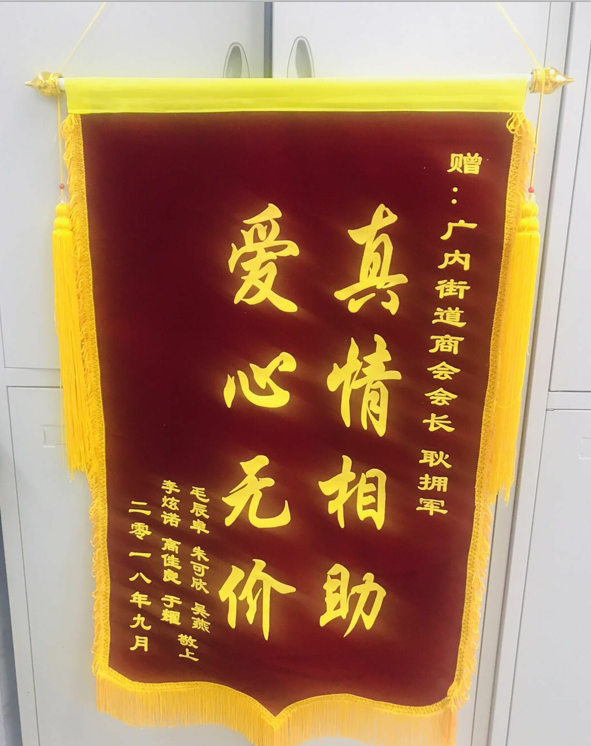 赠：广内街道商会会长 耿拥军
真情相助
爱心无价
毛辰卓 朱可欣 吴燕 敬上
李炫诺 高佳良 于耀
二零一八年九月